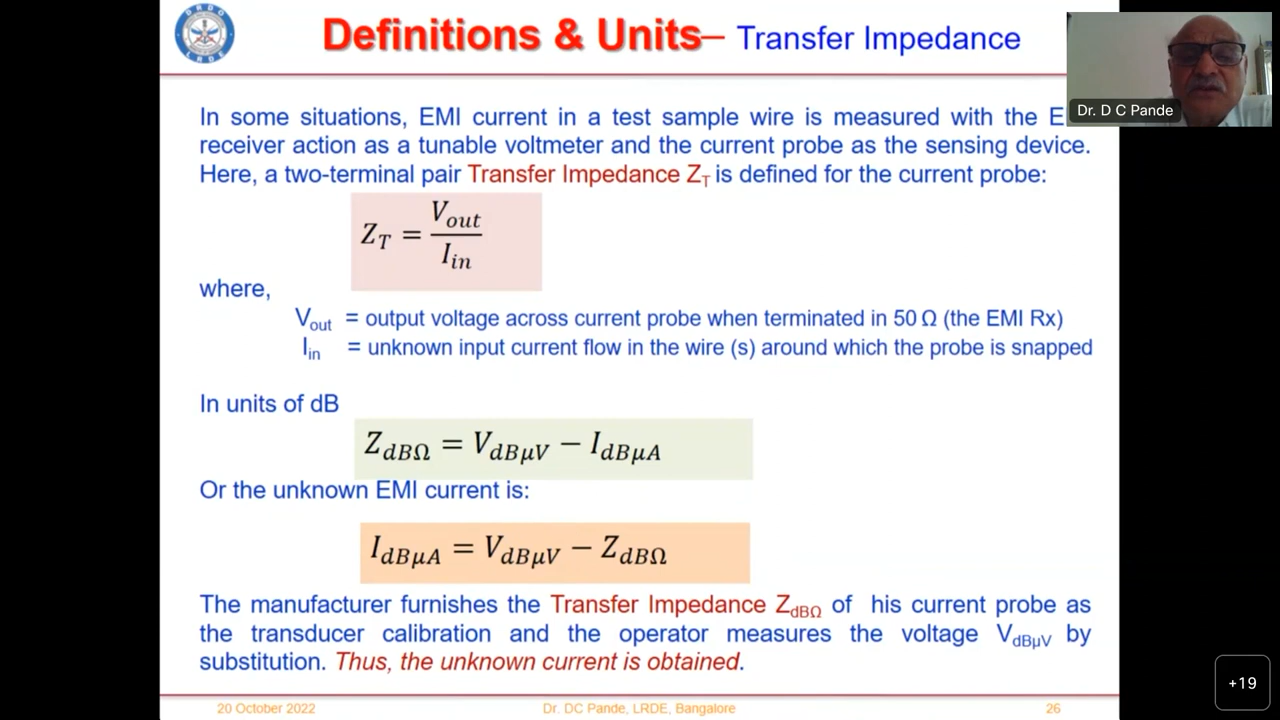 Definitions & Units– Transfer Impedance
Dr. D C Pande
In some situations, EMI current in a test sample wire is measured with the E
receiver action as a tunable voltmeter and the current probe as the sensing device.
Here, a two-terminal pair Transfer Impedance Z_T is defined for the current probe:
Z_T = V_out / I_in
where,
V_out = output voltage across current probe when terminated in 50 Ω (the EMI Rx)
I_in = unknown input current flow in the wire (s) around which the probe is snapped
In units of dB
Z_dBΩ = V_dBμV − I_dBμA
Or the unknown EMI current is:
I_dBμA = V_dBμV − Z_dBΩ
The manufacturer furnishes the Transfer Impedance Z_dBΩ of his current probe as
the transducer calibration and the operator measures the voltage V_dBμV by
substitution. Thus, the unknown current is obtained.
20 October 2022 Dr. DC Pande, LRDE, Bangalore 26
+19